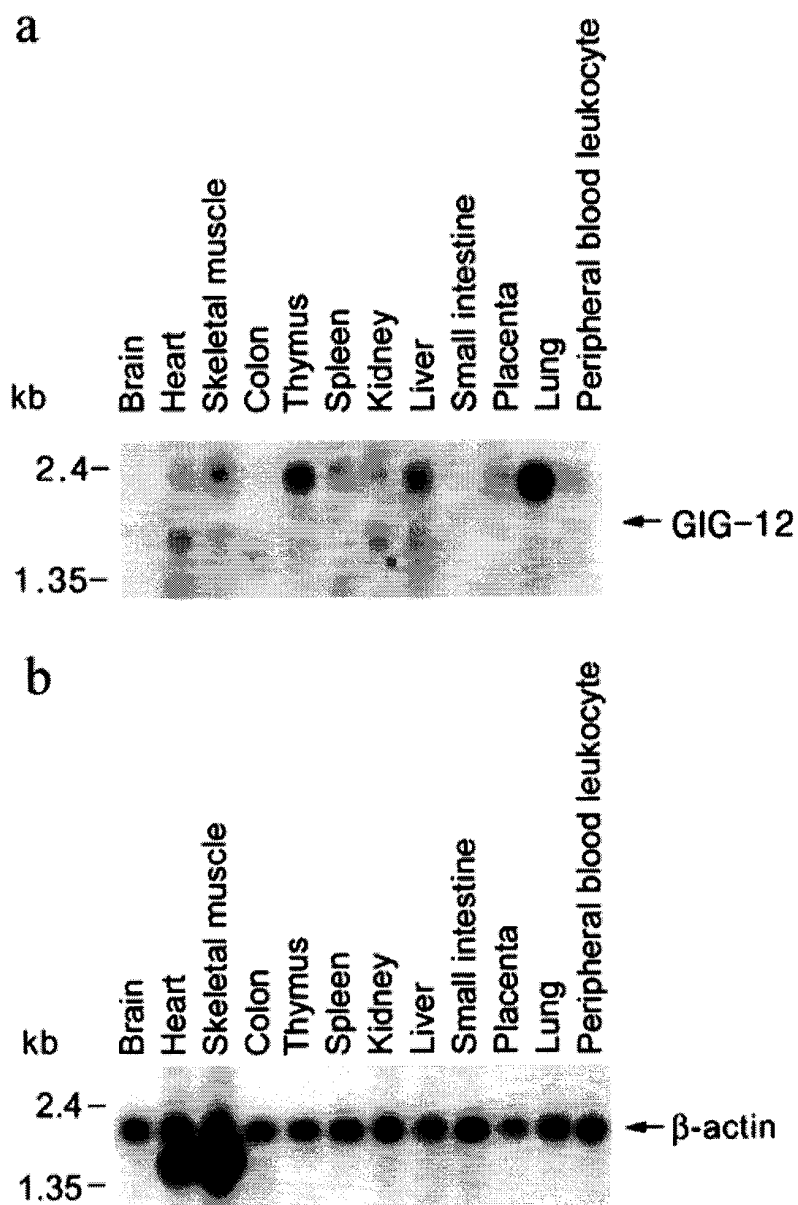 a
Brain
Heart
Skeletal muscle
Colon
Thymus
Spleen
Kidney
Liver
Small intestine
Placenta
Lung
Peripheral blood leukocyte
kb
2.4–
← GIG-12
1.35–
b
Brain
Heart
Skeletal muscle
Colon
Thymus
Spleen
Kidney
Liver
Small intestine
Placenta
Lung
Peripheral blood leukocyte
kb
2.4–
← β-actin
1.35–